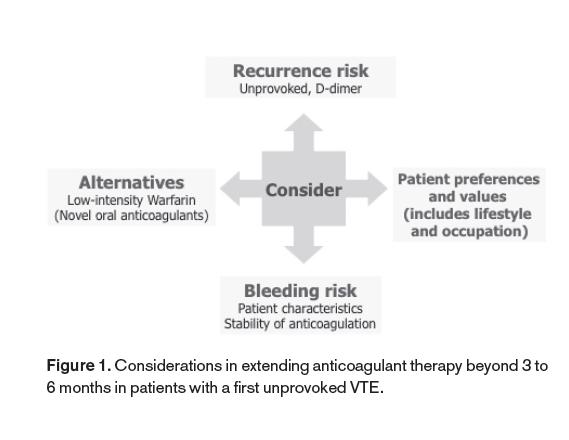 Recurrence risk
Unprovoked, D-dimer
Alternatives
Low-intensity Warfarin
(Novel oral anticoagulants)
Consider
Patient preferences
and values
(includes lifestyle
and occupation)
Bleeding risk
Patient characteristics
Stability of anticoagulation
Figure 1. Considerations in extending anticoagulant therapy beyond 3 to
6 months in patients with a first unprovoked VTE.